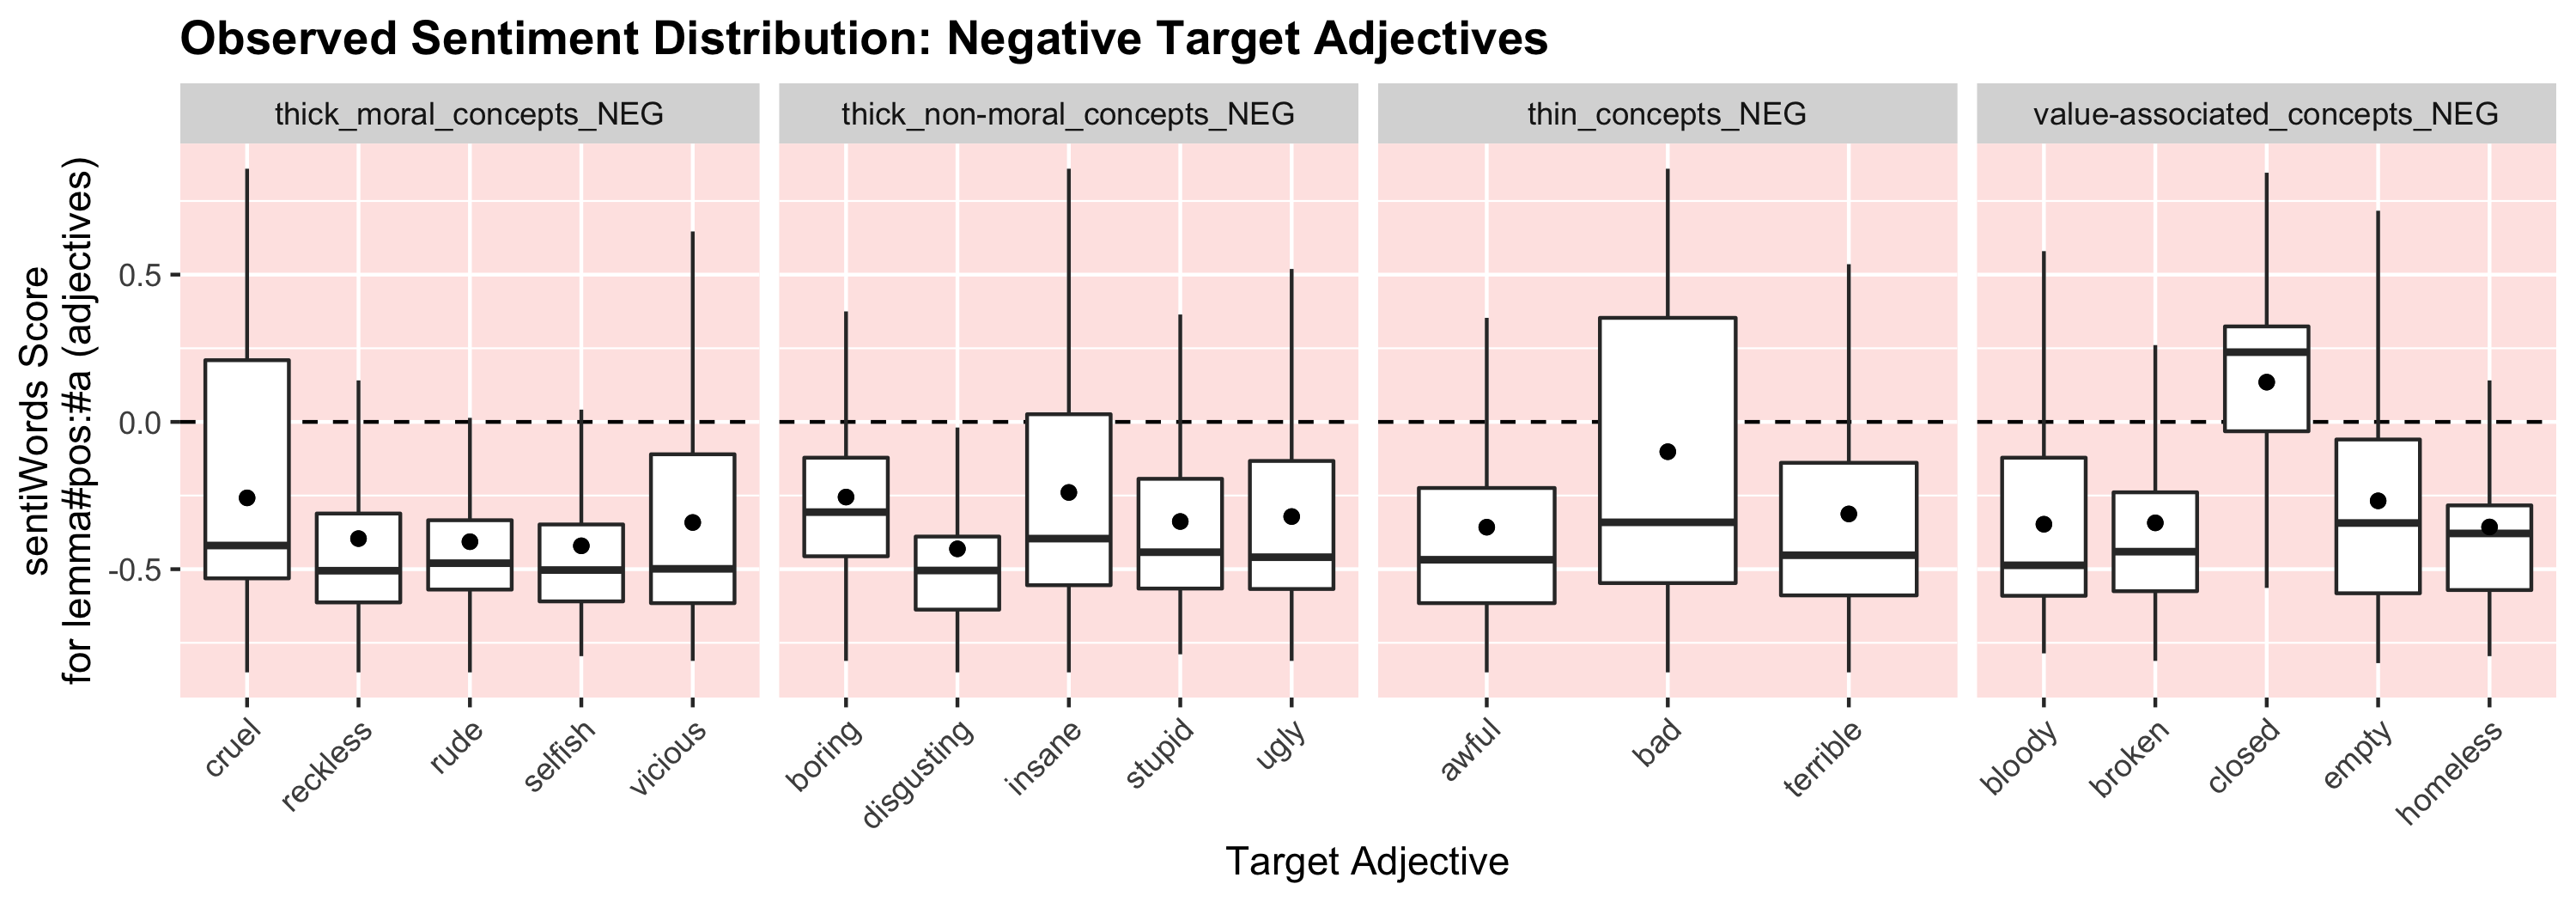 Observed Sentiment Distribution: Negative Target Adjectives
thick_moral_concepts_NEG
thick_non-moral_concepts_NEG
thin_concepts_NEG
value-associated_concepts_NEG
sentiWords Score
for lemma#pos:#a (adjectives)
0.5
0.0
-0.5
cruel
reckless
rude
selfish
vicious
boring
disgusting
insane
stupid
ugly
awful
bad
terrible
bloody
broken
closed
empty
homeless
Target Adjective